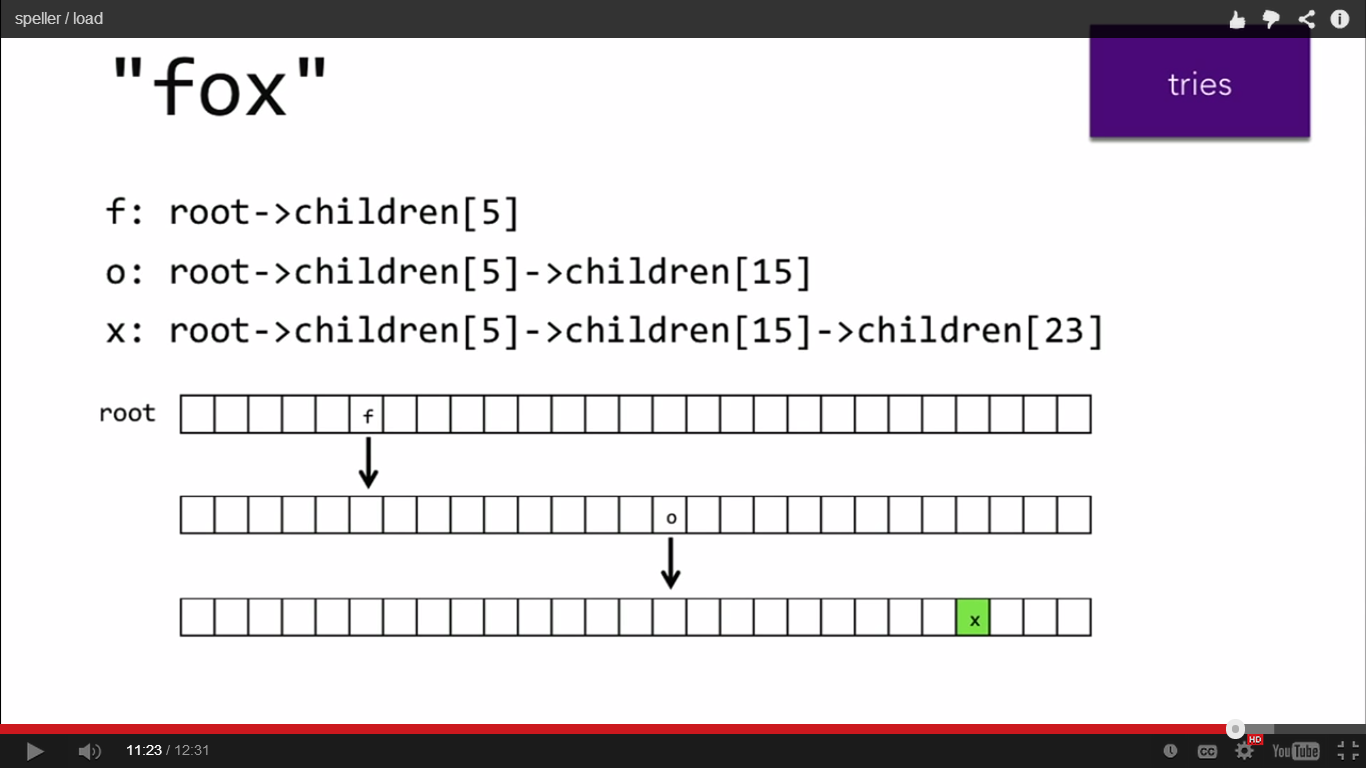 speller / load
"fox"
tries
f: root->children[5]
o: root->children[5]->children[15]
x: root->children[5]->children[15]->children[23]
root
f
o
x
11:23 / 12:31
CC
HD
YouTube